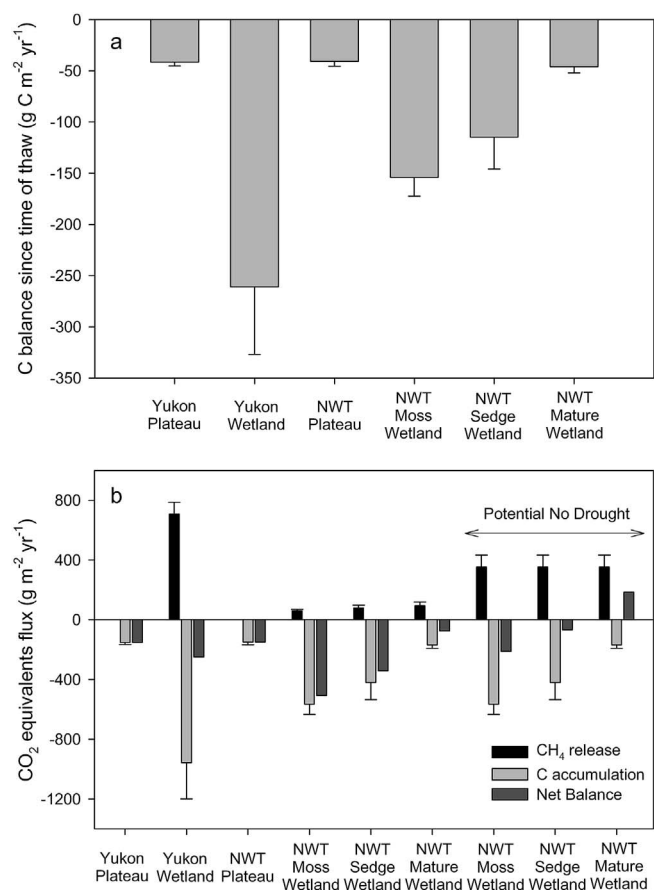 a
C balance since time of thaw (g C m⁻² yr⁻¹)
0
-50
-100
-150
-200
-250
-300
-350
Yukon
Plateau
Yukon
Wetland
NWT
Plateau
NWT
Moss
Wetland
NWT
Sedge
Wetland
NWT
Mature
Wetland
b
CO₂ equivalents flux (g m⁻² yr⁻¹)
800
400
0
-400
-800
-1200
Potential No Drought
CH₄ release
C accumulation
Net Balance
Yukon
Plateau
Yukon
Wetland
NWT
Plateau
NWT
Moss
Wetland
NWT
Sedge
Wetland
NWT
Mature
Wetland
NWT
Moss
Wetland
NWT
Sedge
Wetland
NWT
Mature
Wetland